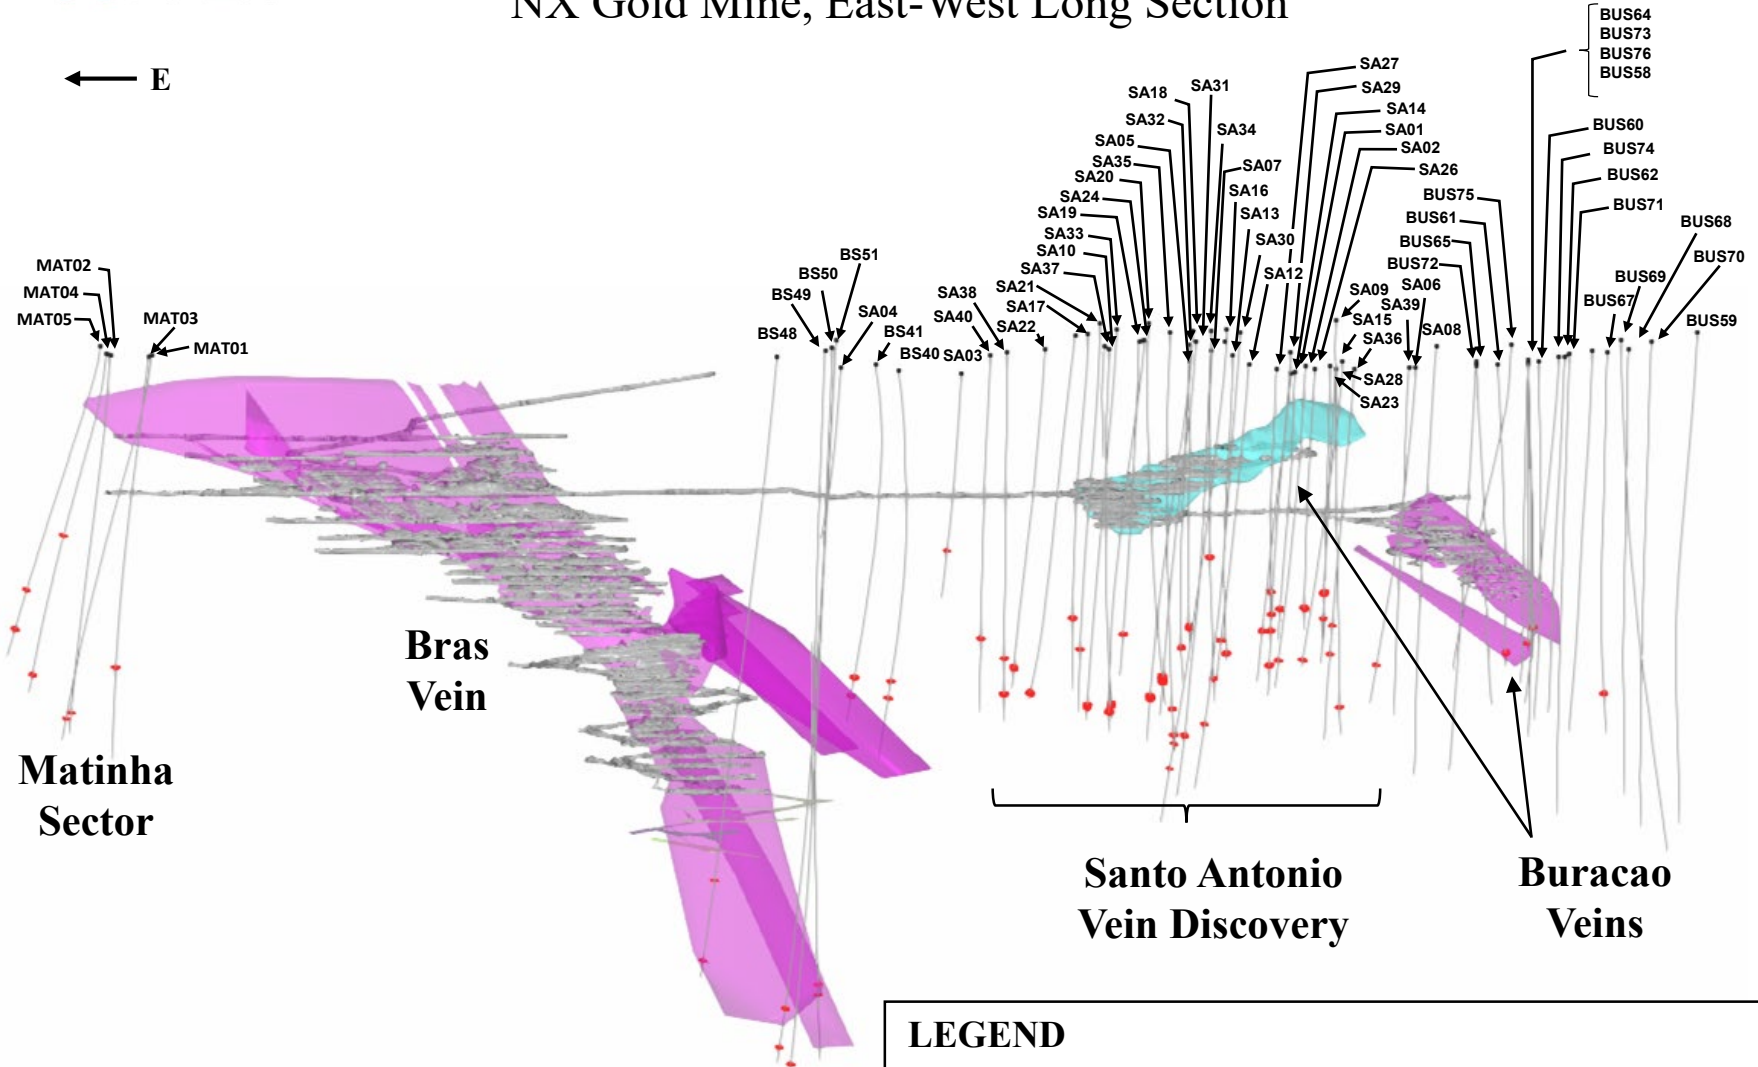 NX Gold Mine, East-West Long Section
E
BUS64
BUS73
BUS76
BUS58
SA27
SA29
SA14
SA01
SA02
SA26
SA18
SA31
SA32
SA34
SA05
SA35
SA20
SA24
SA19
SA33
SA10
SA37
SA21
SA17
SA22
SA38
SA40
SA07
SA16
SA13
SA30
SA12
BUS60
BUS74
BUS62
BUS71
BUS75
BUS61
BUS65
BUS72
BUS68
BUS70
BUS69
BUS67
BUS59
SA09
SA06
SA39
SA15
SA36
SA08
SA28
SA23
MAT02
MAT04
MAT05
MAT03
MAT01
BS51
BS50
BS49
BS48
SA04
BS41
BS40
SA03
Bras
Vein
Matinha
Sector
Santo Antonio
Vein Discovery
Buracao
Veins
LEGEND